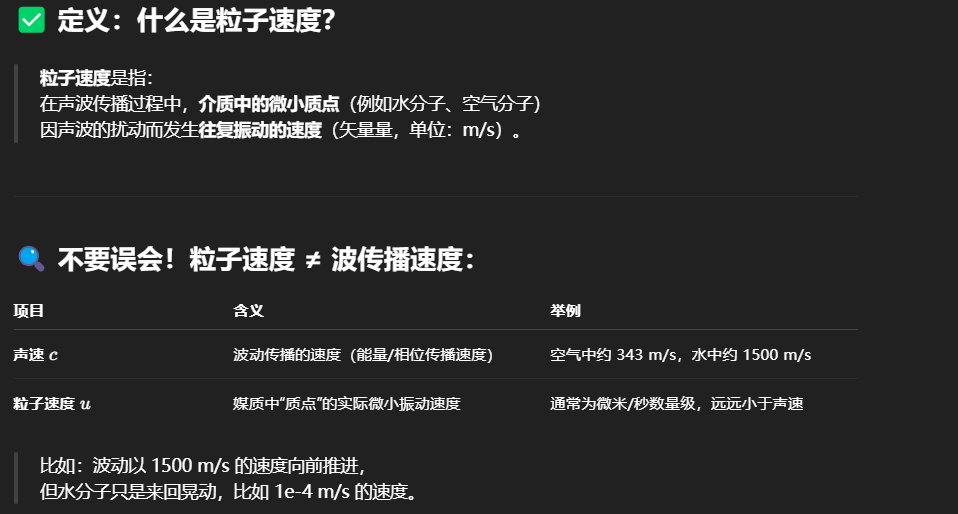 ✅ 定义：什么是粒子速度？
粒子速度是指：
在声波传播过程中，介质中的微小质点（例如水分子、空气分子）
因声波的扰动而发生往复振动的速度（矢量量，单位：m/s）。
🔍 不要误会！粒子速度 ≠ 波传播速度：
项目 含义 举例
声速 c 波动传播的速度（能量/相位传播速度） 空气中约 343 m/s，水中约 1500 m/s
粒子速度 u 媒质中“质点”的实际微小振动速度 通常为微米/秒数量级，远远小于声速
比如：波动以 1500 m/s 的速度向前推进，
但水分子只是来回晃动，比如 1e-4 m/s 的速度。